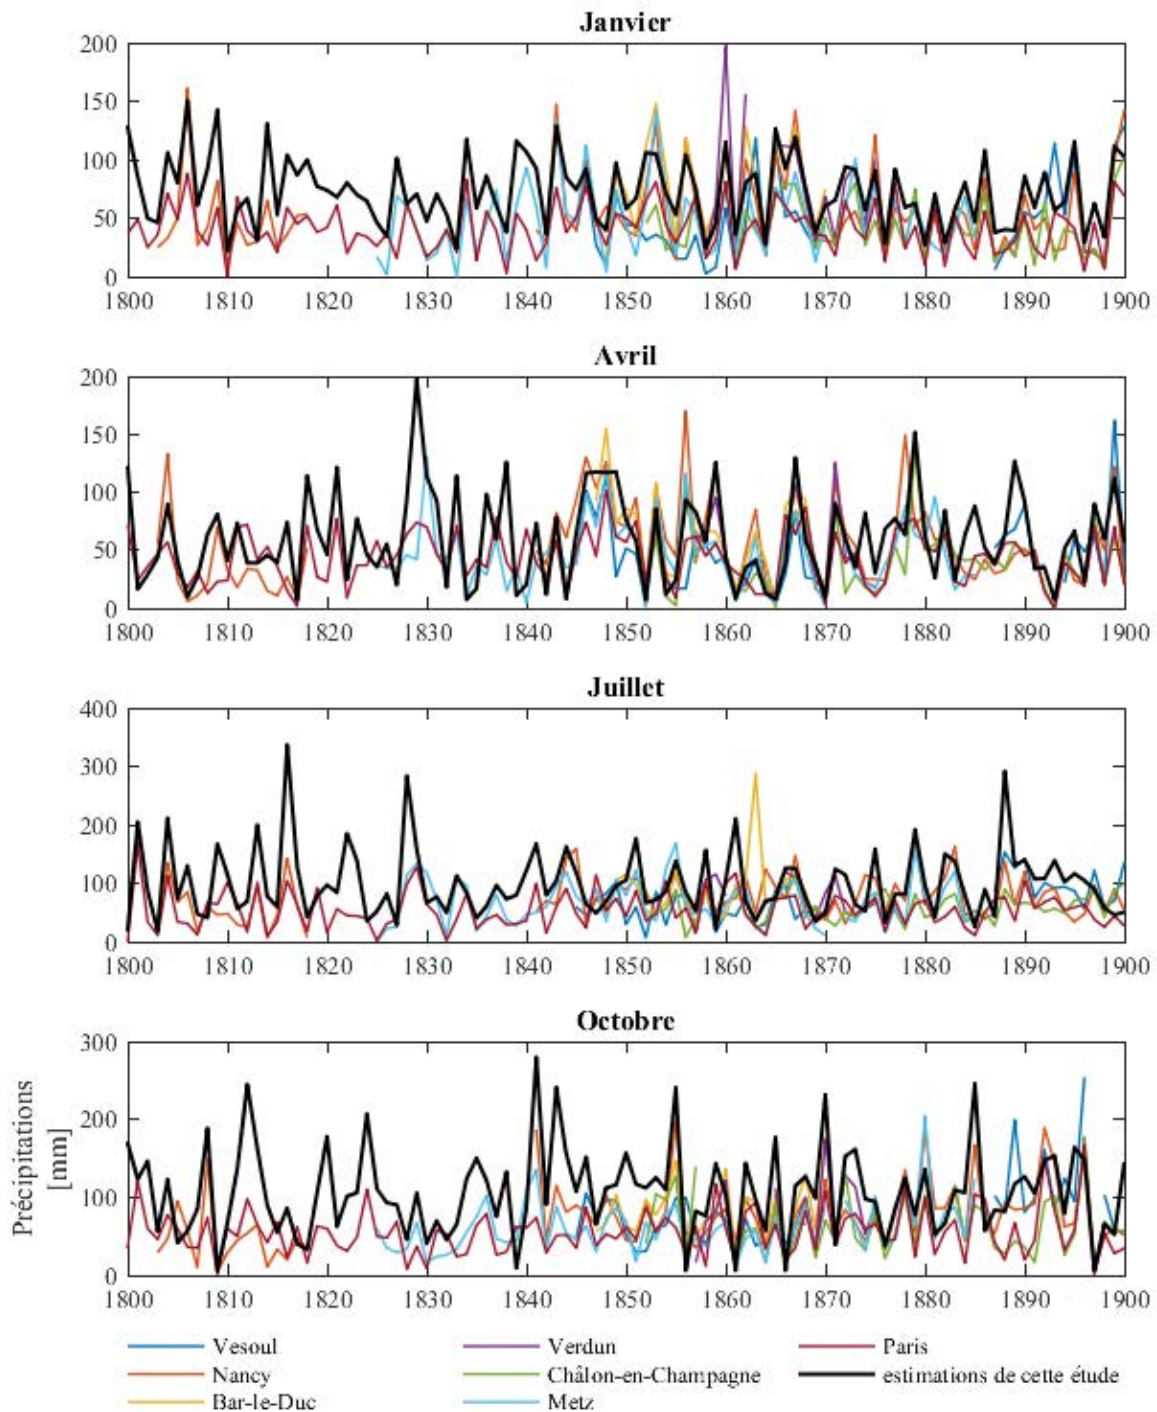 Janvier
200
150
100
50
0
1800 1810 1820 1830 1840 1850 1860 1870 1880 1890 1900
Avril
200
150
100
50
0
1800 1810 1820 1830 1840 1850 1860 1870 1880 1890 1900
Juillet
400
300
200
100
0
1800 1810 1820 1830 1840 1850 1860 1870 1880 1890 1900
Octobre
300
200
100
0
1800 1810 1820 1830 1840 1850 1860 1870 1880 1890 1900
Précipitations
[mm]
Vesoul Verdun Paris
Nancy Châlon-en-Champagne estimations de cette étude
Bar-le-Duc Metz